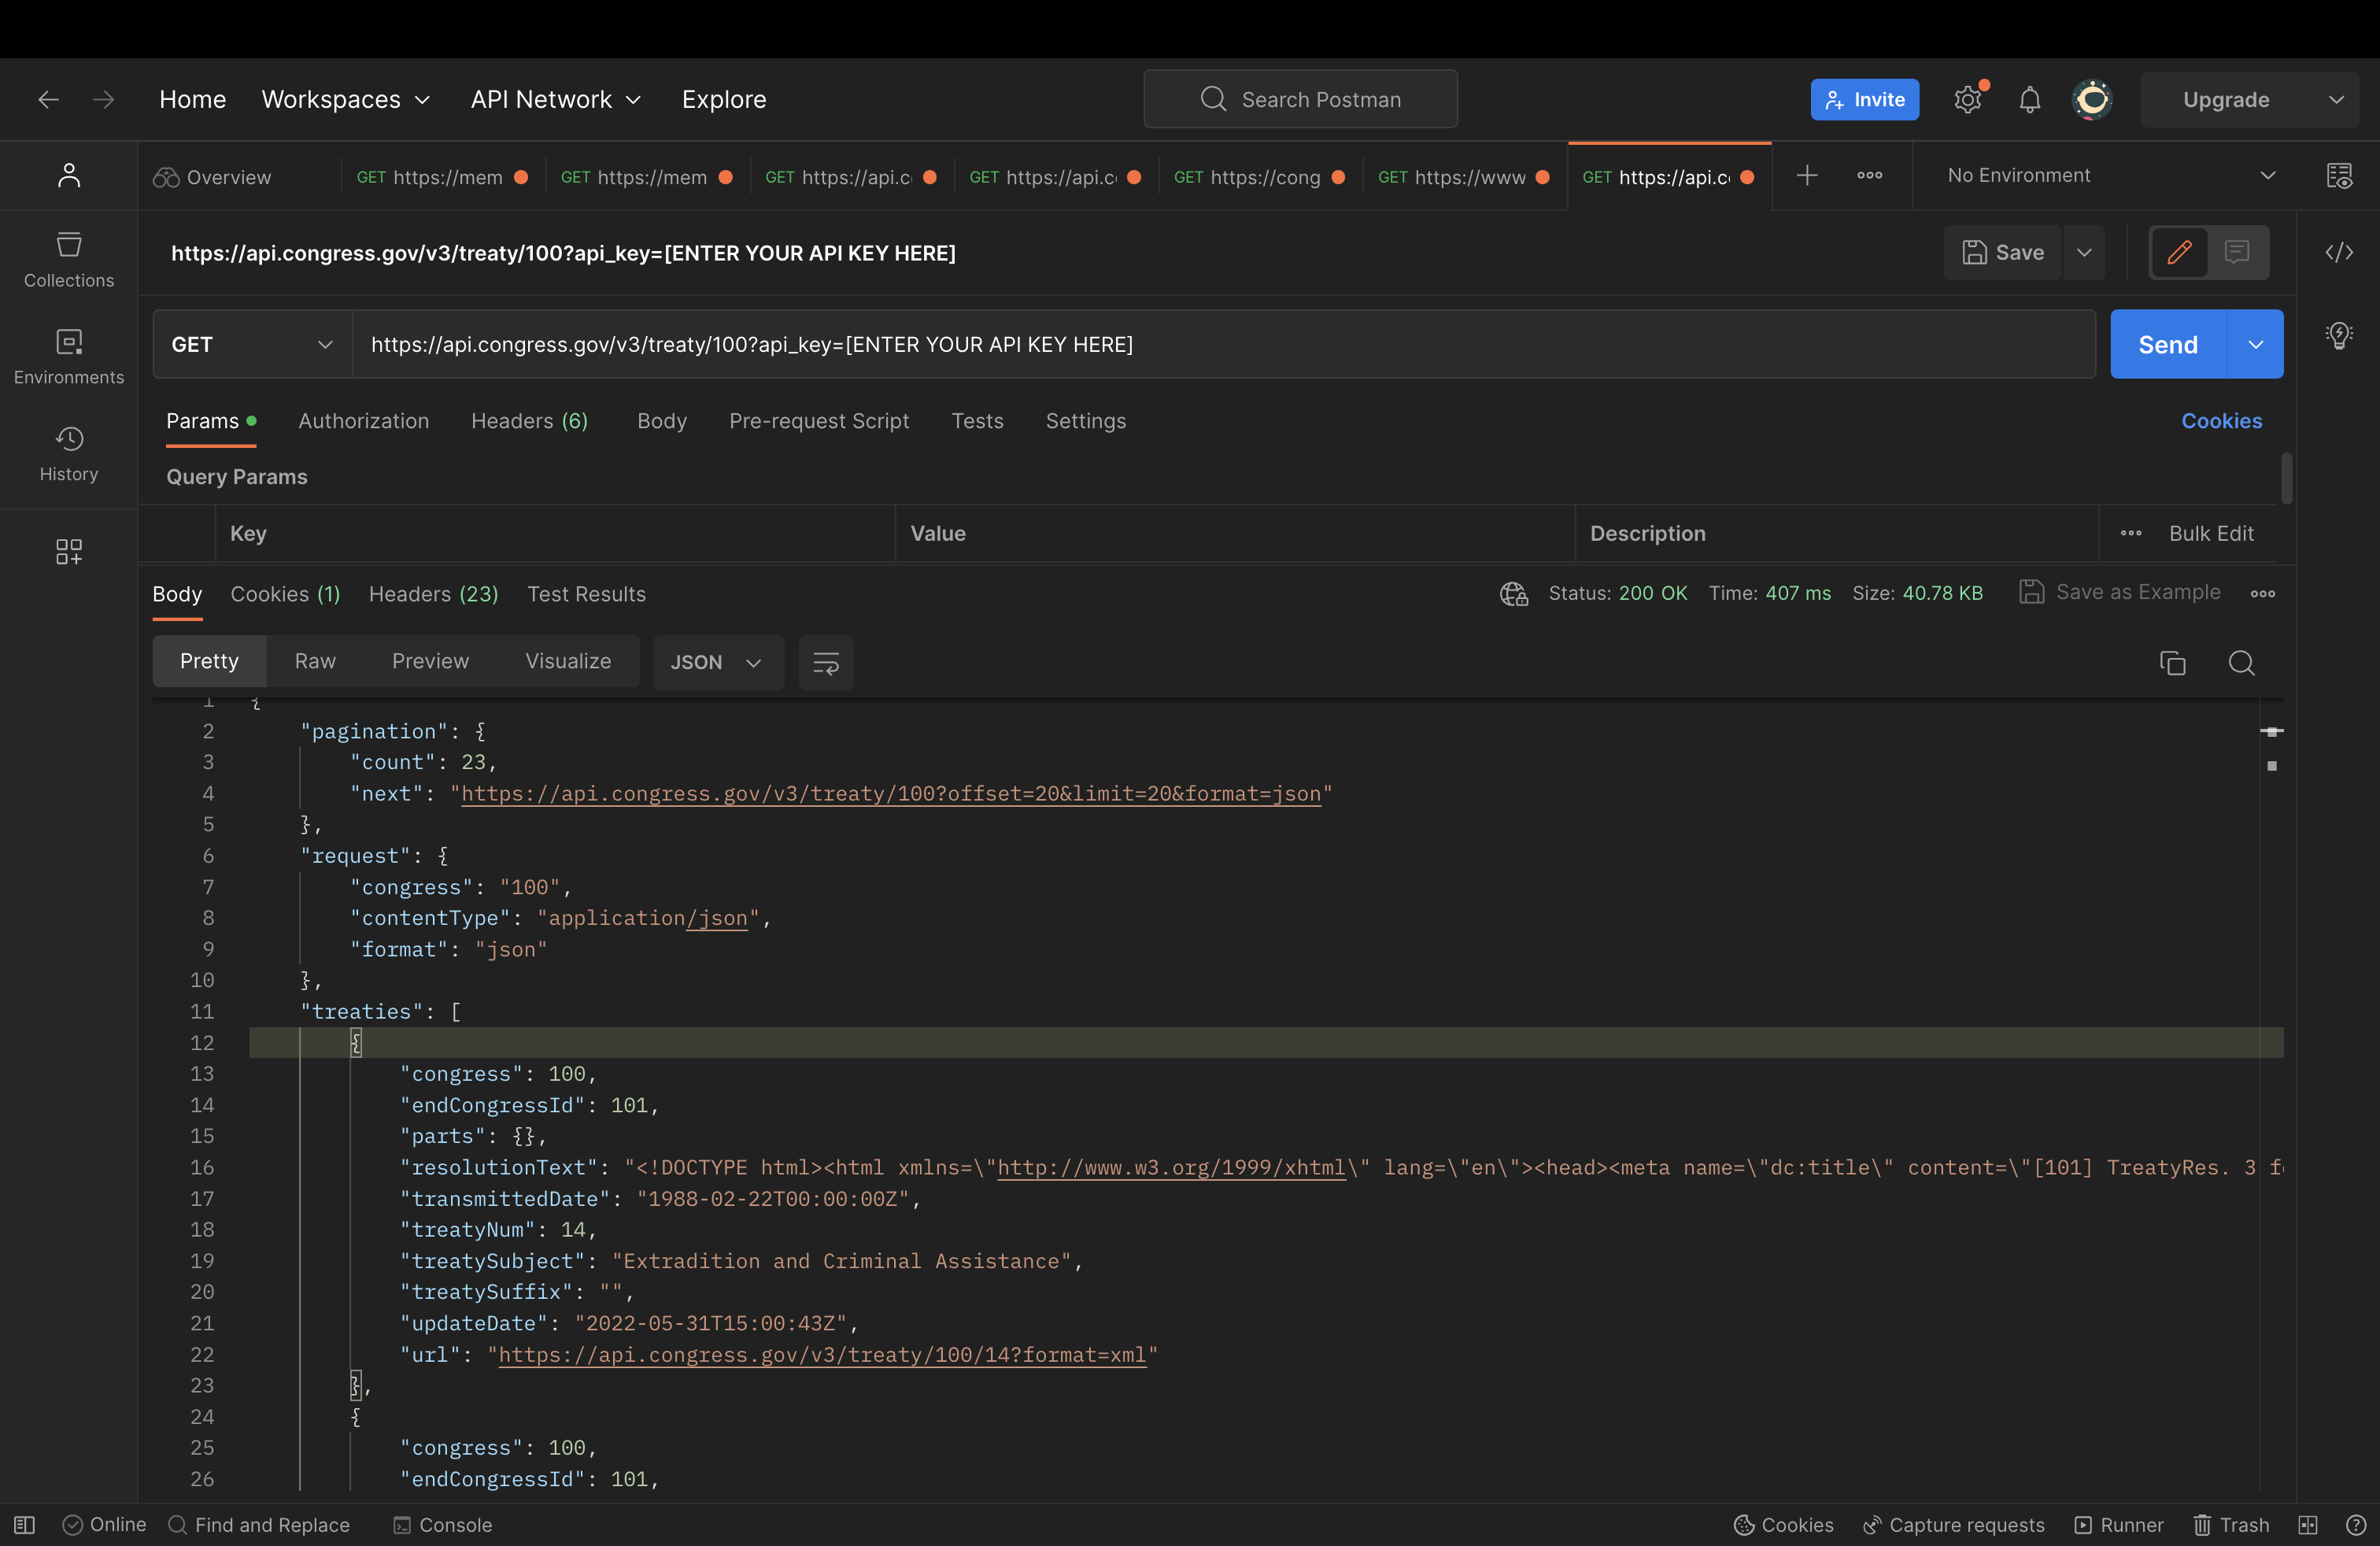 Home Workspaces API Network Explore Search Postman Invite Upgrade
Overview GET https://mem GET https://mem GET https://api.c GET https://api.c GET https://cong GET https://www GET https://api.c No Environment
https://api.congress.gov/v3/treaty/100?api_key=[ENTER YOUR API KEY HERE] Save
Collections
GET https://api.congress.gov/v3/treaty/100?api_key=[ENTER YOUR API KEY HERE] Send
Environments
Params Authorization Headers (6) Body Pre-request Script Tests Settings Cookies
History
Query Params
Key Value Description Bulk Edit
Body Cookies (1) Headers (23) Test Results Status: 200 OK Time: 407 ms Size: 40.78 KB Save as Example
Pretty Raw Preview Visualize JSON
1 {
2 "pagination": {
3 "count": 23,
4 "next": "https://api.congress.gov/v3/treaty/100?offset=20&limit=20&format=json"
5 },
6 "request": {
7 "congress": "100",
8 "contentType": "application/json",
9 "format": "json"
10 },
11 "treaties": [
12 {
13 "congress": 100,
14 "endCongressId": 101,
15 "parts": {},
16 "resolutionText": "<!DOCTYPE html><html xmlns=\"http://www.w3.org/1999/xhtml\" lang=\"en\"><head><meta name=\"dc:title\" content=\"[101] TreatyRes. 3 f
17 "transmittedDate": "1988-02-22T00:00:00Z",
18 "treatyNum": 14,
19 "treatySubject": "Extradition and Criminal Assistance",
20 "treatySuffix": "",
21 "updateDate": "2022-05-31T15:00:43Z",
22 "url": "https://api.congress.gov/v3/treaty/100/14?format=xml"
23 },
24 {
25 "congress": 100,
26 "endCongressId": 101,
Online Find and Replace Console Cookies Capture requests Runner Trash